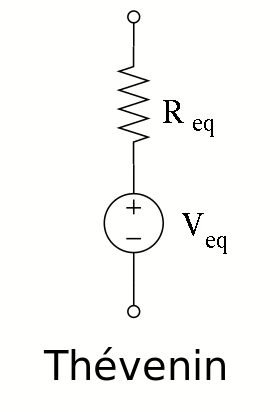 R eq
+
−
V eq
Thévenin